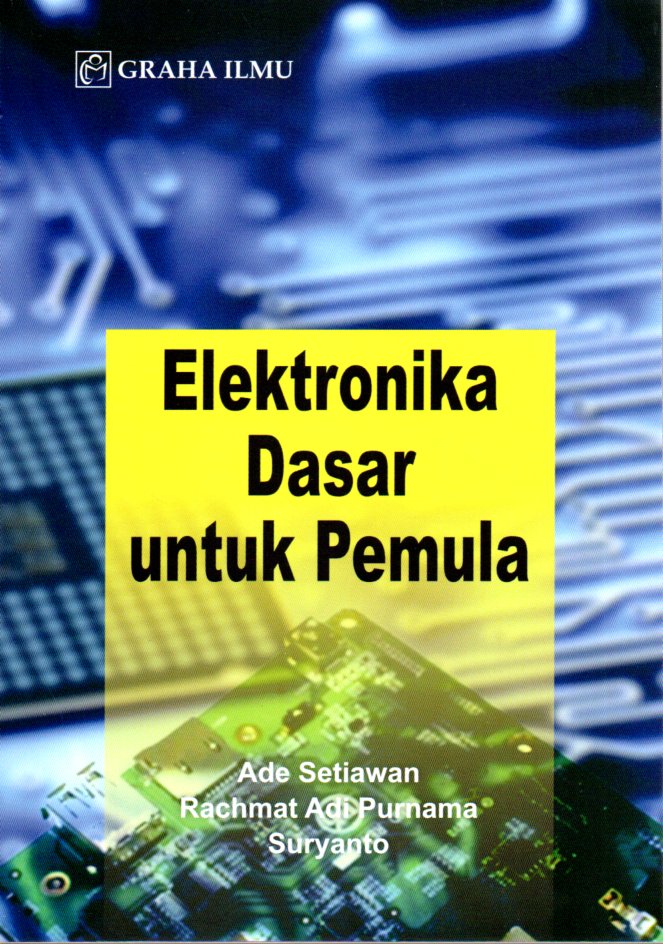 GRAHA ILMU
Elektronika
Dasar
untuk Pemula
Ade Setiawan
Rachmat Adi Purnama
Suryanto